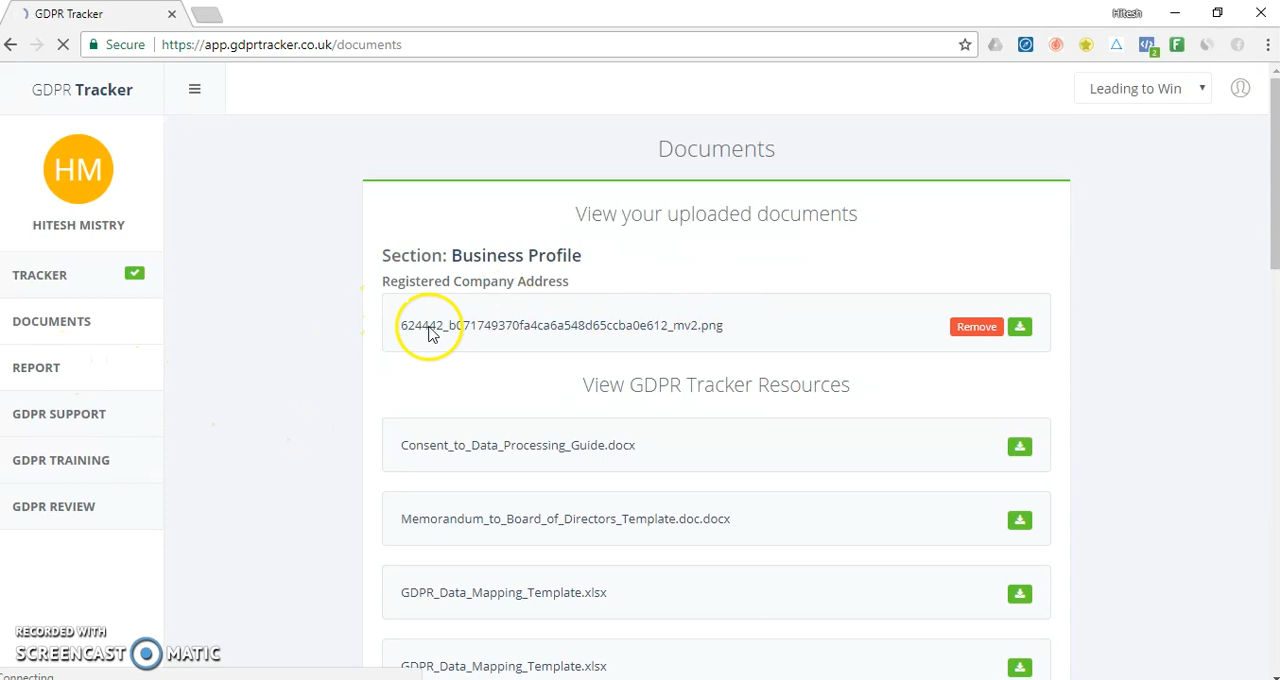 GDPR Tracker
Hitesh
Secure
https://app.gdprtracker.co.uk/documents
2
GDPR Tracker
Leading to Win
HM
HITESH MISTRY
TRACKER
DOCUMENTS
REPORT
GDPR SUPPORT
GDPR TRAINING
GDPR REVIEW
Documents
View your uploaded documents
Section: Business Profile
Registered Company Address
624442_b071749370fa4ca6a548d65ccba0e612_mv2.png
Remove
View GDPR Tracker Resources
Consent_to_Data_Processing_Guide.docx
Memorandum_to_Board_of_Directors_Template.doc.docx
GDPR_Data_Mapping_Template.xlsx
GDPR_Data_Mapping_Template.xlsx
RECORDED WITH
SCREENCAST MATIC
Connecting